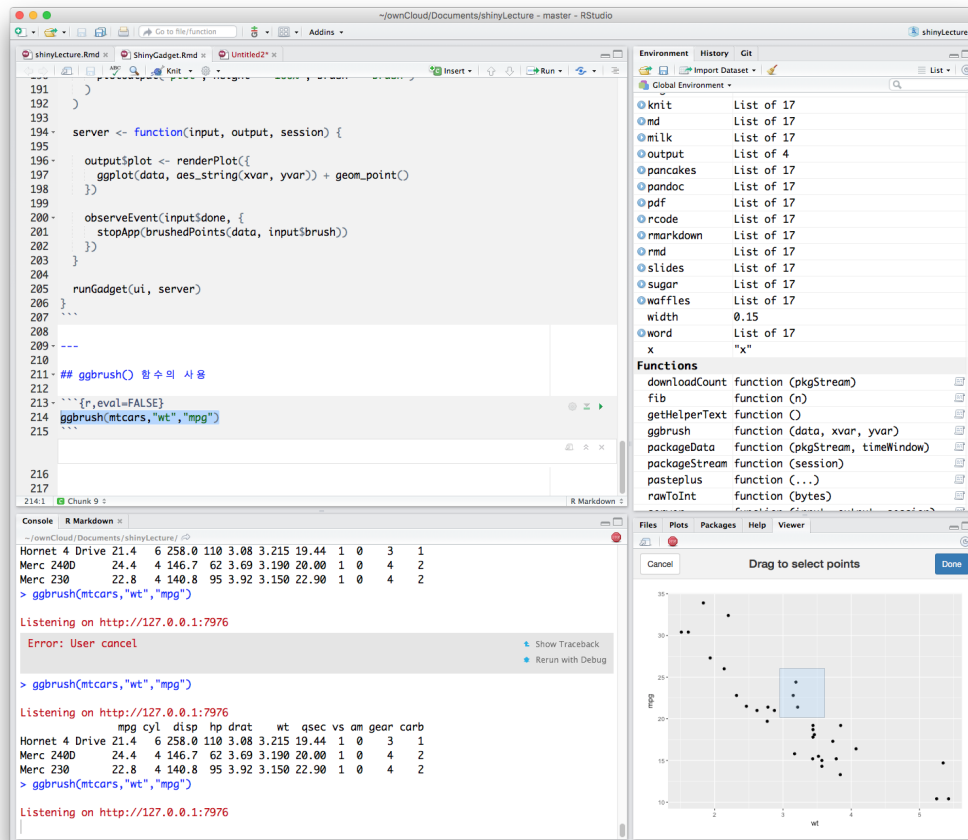 ~/ownCloud/Documents/shinyLecture - master - RStudio
Go to file/function
Addins
shinyLecture
shinyLecture.Rmd
ShinyGadget.Rmd
Untitled2*
ABC
Knit
Insert
Run
191 )
192 )
193
194 server <- function(input, output, session) {
195
196 output$plot <- renderPlot({
197 ggplot(data, aes_string(xvar, yvar)) + geom_point()
198 })
199
200 observeEvent(input$done, {
201 stopApp(brushedPoints(data, input$brush))
202 })
203 }
204
205 runGadget(ui, server)
206 }
207 ```
208
209 ---
210
211 ## ggbrush() 함수의 사용
212
213 ```{r,eval=FALSE}
214 ggbrush(mtcars,"wt","mpg")
215 ```
216
217
214:1 Chunk 9
R Markdown
Console R Markdown
~/ownCloud/Documents/shinyLecture/
Hornet 4 Drive 21.4 6 258.0 110 3.08 3.215 19.44 1 0 3 1
Merc 240D 24.4 4 146.7 62 3.69 3.190 20.00 1 0 4 2
Merc 230 22.8 4 140.8 95 3.92 3.150 22.90 1 0 4 2
> ggbrush(mtcars,"wt","mpg")
Listening on http://127.0.0.1:7976
Error: User cancel
Show Traceback
Rerun with Debug
> ggbrush(mtcars,"wt","mpg")
Listening on http://127.0.0.1:7976
mpg cyl disp hp drat wt qsec vs am gear carb
Hornet 4 Drive 21.4 6 258.0 110 3.08 3.215 19.44 1 0 3 1
Merc 240D 24.4 4 146.7 62 3.69 3.190 20.00 1 0 4 2
Merc 230 22.8 4 140.8 95 3.92 3.150 22.90 1 0 4 2
> ggbrush(mtcars,"wt","mpg")
Listening on http://127.0.0.1:7976
Environment History Git
Import Dataset
List
Global Environment
knit List of 17
md List of 17
milk List of 17
output List of 4
pancakes List of 17
pandoc List of 17
pdf List of 17
rcode List of 17
rmarkdown List of 17
rmd List of 17
slides List of 17
sugar List of 17
waffles List of 17
width 0.15
word List of 17
x "x"
Functions
downloadCount function (pkgStream)
fib function (n)
getHelperText function ()
ggbrush function (data, xvar, yvar)
packageData function (pkgStream, timeWindow)
packageStream function (session)
pasteplus function (...)
rawToInt function (bytes)
Files Plots Packages Help Viewer
Cancel
Drag to select points
Done
35
30
25
20
15
10
mpg
2 3 4 5
wt